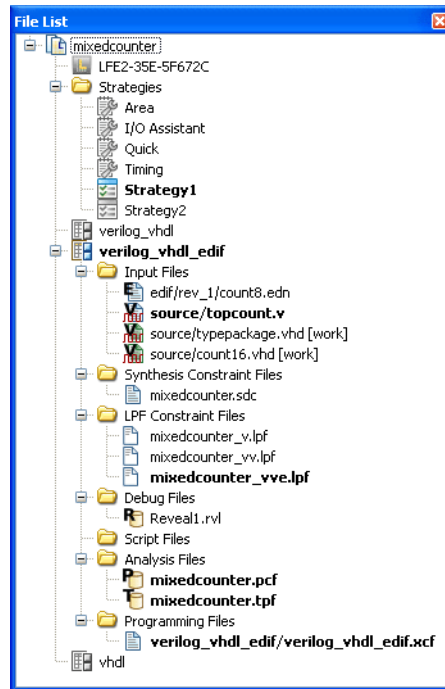 File List
mixedcounter
LFE2-35E-5F672C
Strategies
Area
I/O Assistant
Quick
Timing
Strategy1
Strategy2
verilog_vhdl
verilog_vhdl_edif
Input Files
edif/rev_1/count8.edn
source/topcount.v
source/typepackage.vhd [work]
source/count16.vhd [work]
Synthesis Constraint Files
mixedcounter.sdc
LPF Constraint Files
mixedcounter_v.lpf
mixedcounter_vv.lpf
mixedcounter_vve.lpf
Debug Files
Reveal1.rvl
Script Files
Analysis Files
mixedcounter.pcf
mixedcounter.tpf
Programming Files
verilog_vhdl_edif/verilog_vhdl_edif.xcf
vhdl